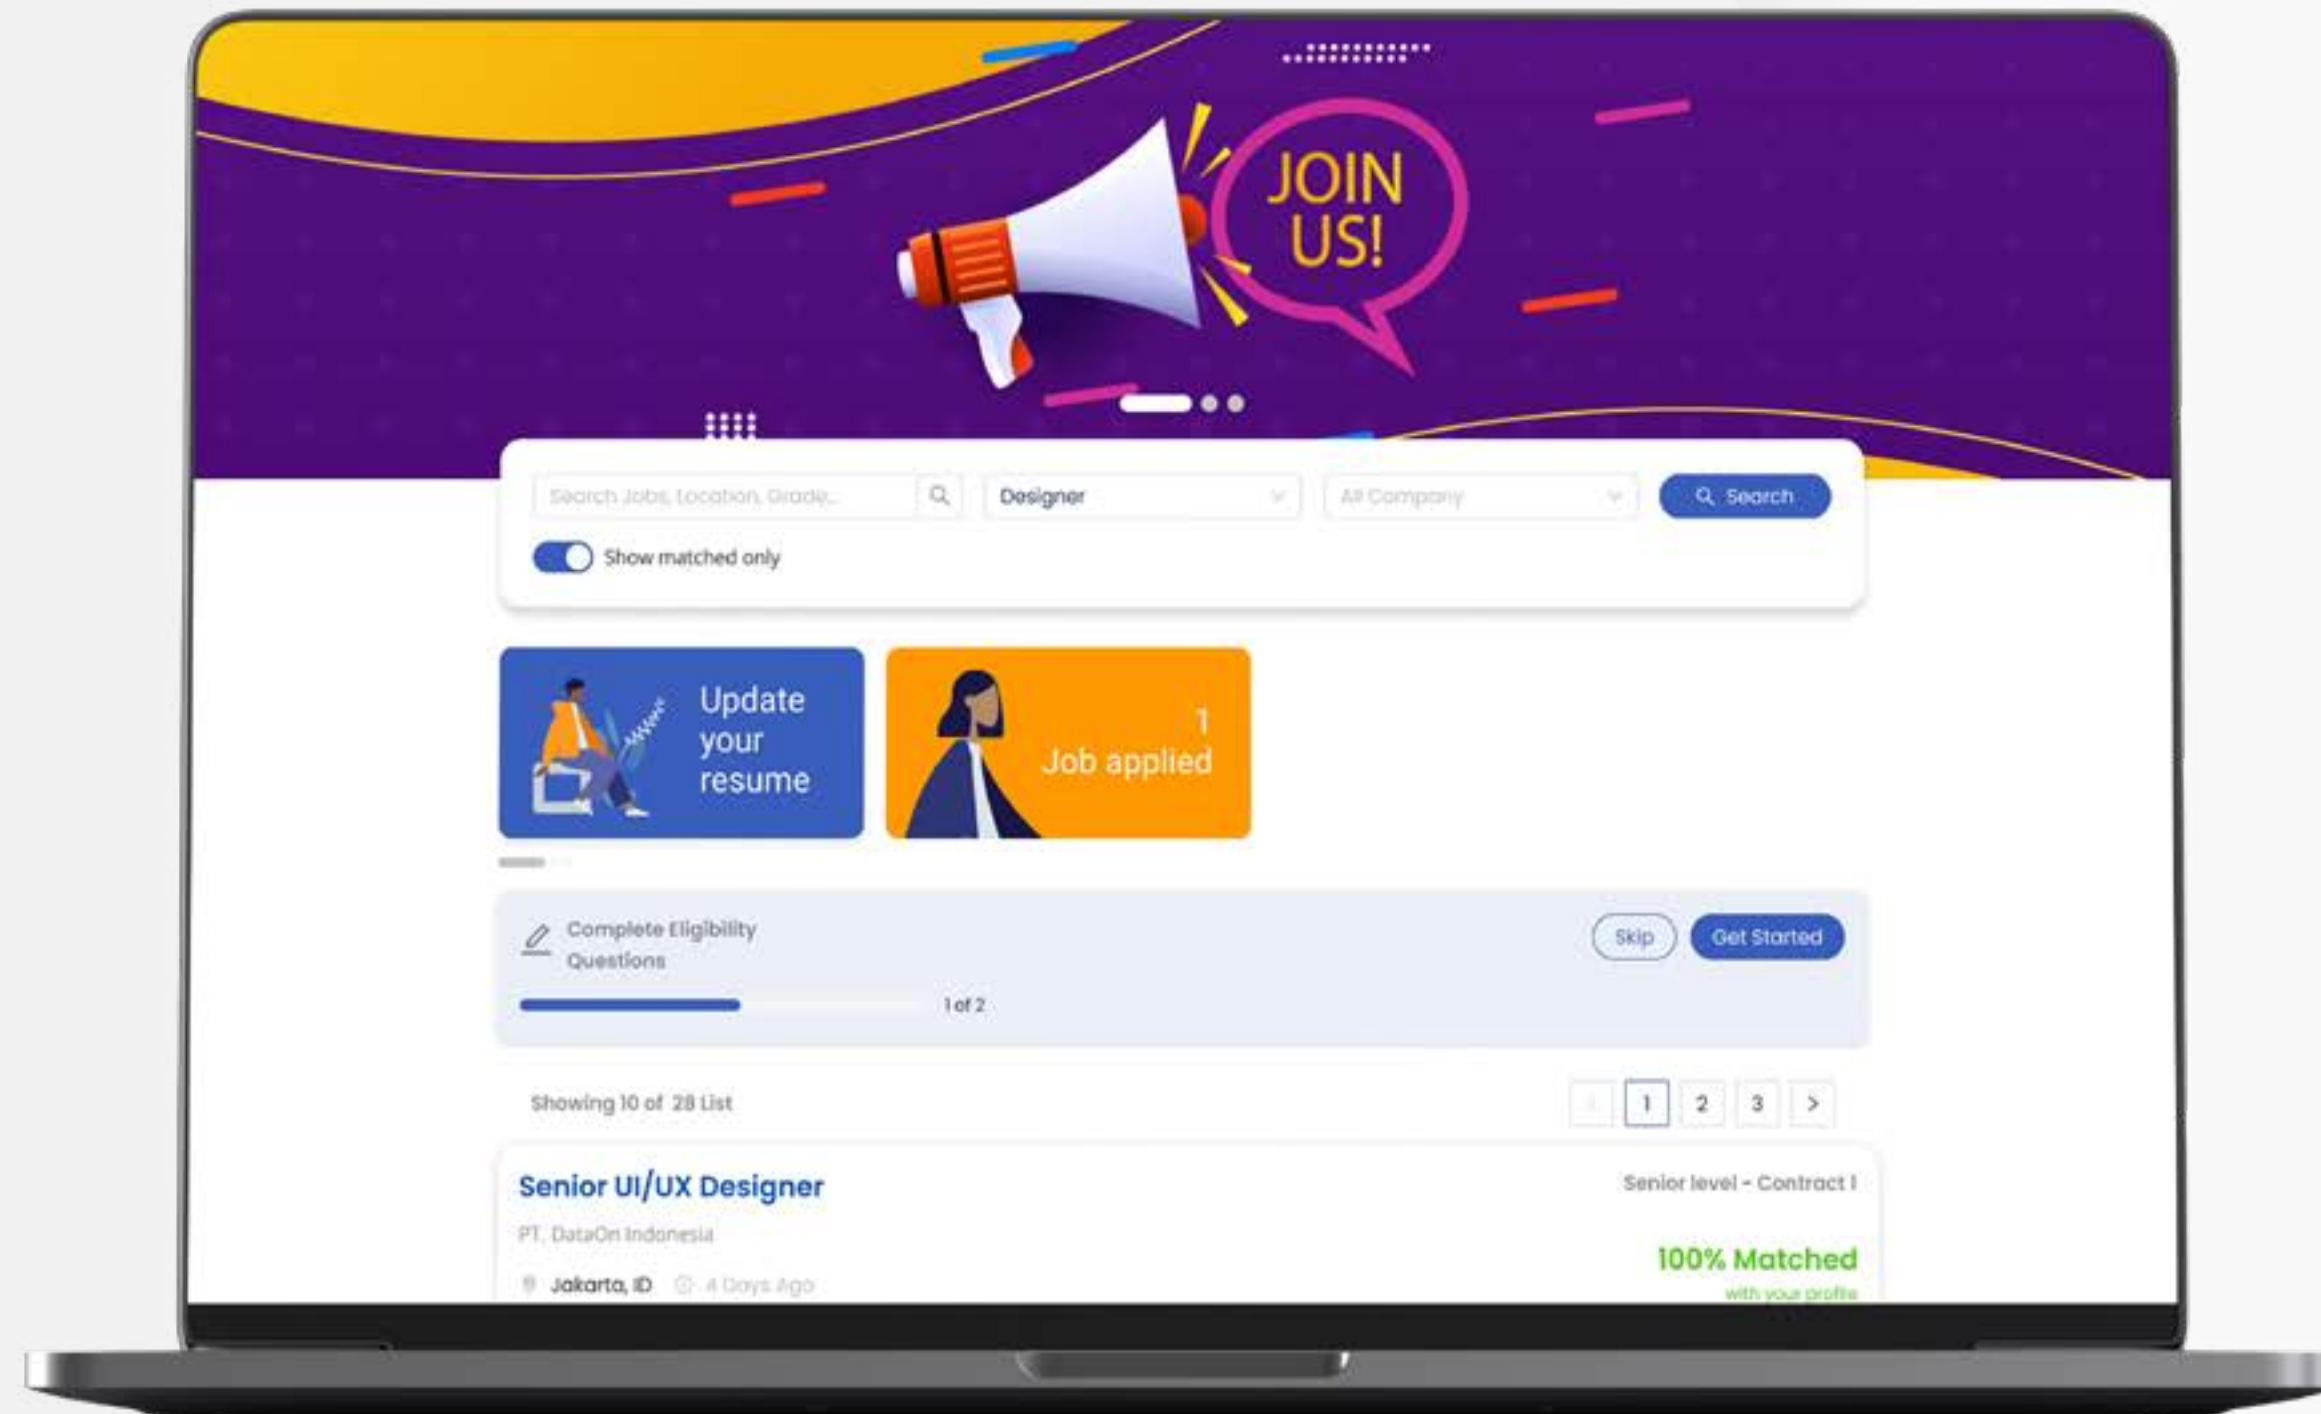 JOIN
US!
Search Jobs, Location, Grade...
Designer
All Company
Search
Show matched only
Update
your
resume
1
Job applied
Complete Eligibility
Questions
Skip
Get Started
1 of 2
Showing 10 of 28 List
1
2
3
>
Senior UI/UX Designer
Senior level - Contract 1
PT. DataOn Indonesia
100% Matched
Jakarta, ID
4 Days Ago
with your profile